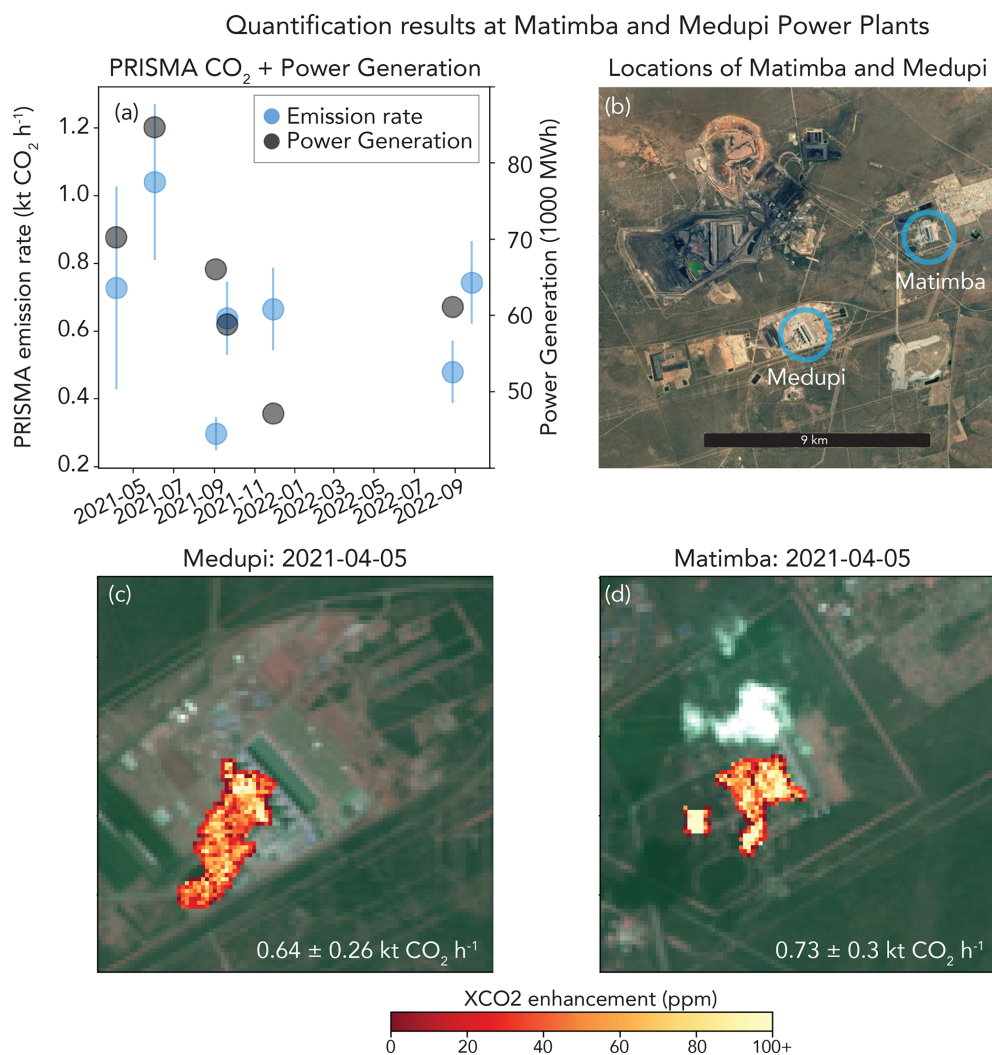 Quantification results at Matimba and Medupi Power Plants
PRISMA CO₂ + Power Generation
Locations of Matimba and Medupi
(a)
Emission rate
Power Generation
PRISMA emission rate (kt CO₂ h⁻¹)
1.2
1.0
0.8
0.6
0.4
0.2
80
70
60
50
Power Generation (1000 MWh)
2021-05
2021-07
2021-09
2021-11
2022-01
2022-03
2022-05
2022-07
2022-09
(b)
Matimba
Medupi
9 km
Medupi: 2021-04-05
(c)
0.64 ± 0.26 kt CO₂ h⁻¹
Matimba: 2021-04-05
(d)
0.73 ± 0.3 kt CO₂ h⁻¹
XCO2 enhancement (ppm)
0 20 40 60 80 100+